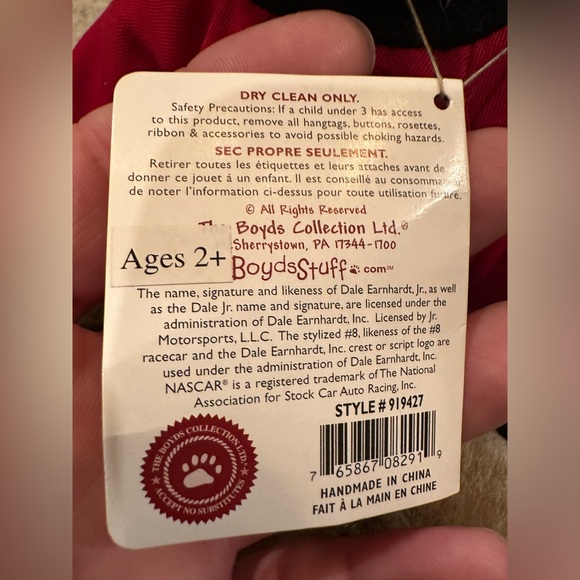 DRY CLEAN ONLY.
Safety Precautions: If a child under 3 has access
to this product, remove all hangtags, buttons, rosettes,
ribbon & accessories to avoid possible choking hazards.
SEC PROPRE SEULEMENT.
Retirer toutes les étiquettes et leurs attaches avant de
donner ce jouet á un enfant. Il est conseillé au consommateur
de noter l'information ci-dessus pour toute utilisation future.
© All Rights Reserved
The Boyds Collection Ltd.®
Sherrystown, PA 17344-1700
Ages 2+
BoydsStuff.com™
The name, signature and likeness of Dale Earnhardt, Jr., as well
as the Dale Jr. name and signature, are licensed under the
administration of Dale Earnhardt, Inc. Licensed by Jr.
Motorsports, L.L.C. The stylized #8, likeness of the #8
racecar and the Dale Earnhardt, Inc. crest or script logo are
used under the administration of Dale Earnhardt, Inc.
NASCAR® is a registered trademark of The National
Association for Stock Car Auto Racing, Inc.
STYLE # 919427
7 65867 08291 9
HANDMADE IN CHINA
FAIT À LA MAIN EN CHINE
THE BOYDS COLLECTION LTD.
ACCEPT NO SUBSTITUTES